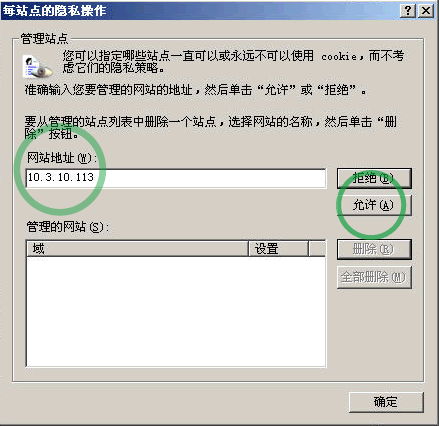 每站点的隐私操作
管理站点
您可以指定哪些站点一直可以或永远不可以使用 cookie,而不考
虑它们的隐私策略。
准确输入您要管理的网站的地址,然后单击“允许”或“拒绝”。
要从管理的站点列表中删除一个站点,选择网站的名称,然后单击“删
除”按钮。
网站地址(W):
10.3.10.113
拒绝(B)
允许(A)
管理的网站(S):
域 设置
删除(R)
全部删除(M)
确定